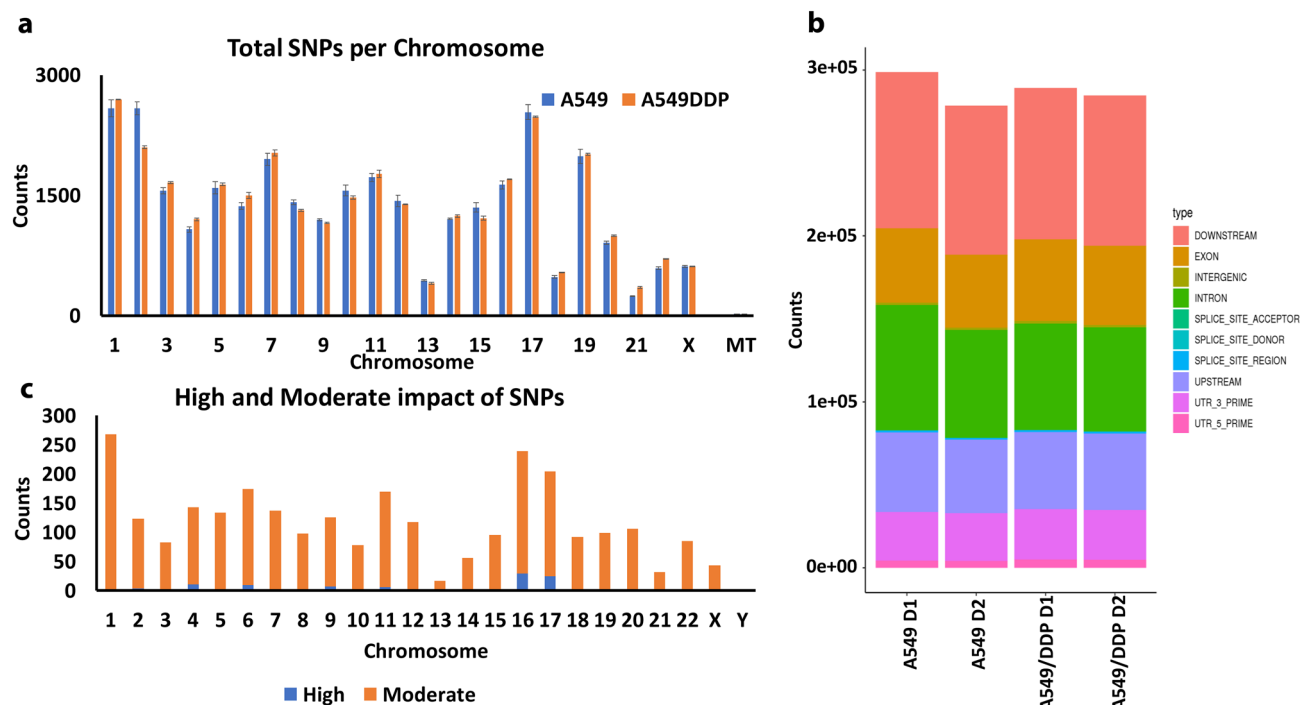 a
Total SNPs per Chromosome
3000
1500
0
Counts
A549 A549DDP
1 3 5 7 9 11 13 15 17 19 21 X MT
Chromosome
b
3e+05
2e+05
1e+05
0e+00
Counts
A549 D1
A549 D2
A549/DDP D1
A549/DDP D2
type
DOWNSTREAM
EXON
INTERGENIC
INTRON
SPLICE_SITE_ACCEPTOR
SPLICE_SITE_DONOR
SPLICE_SITE_REGION
UPSTREAM
UTR_3_PRIME
UTR_5_PRIME
c
High and Moderate impact of SNPs
300
250
200
150
100
50
0
Counts
1 2 3 4 5 6 7 8 9 10 11 12 13 14 15 16 17 18 19 20 21 22 X Y
Chromosome
High Moderate